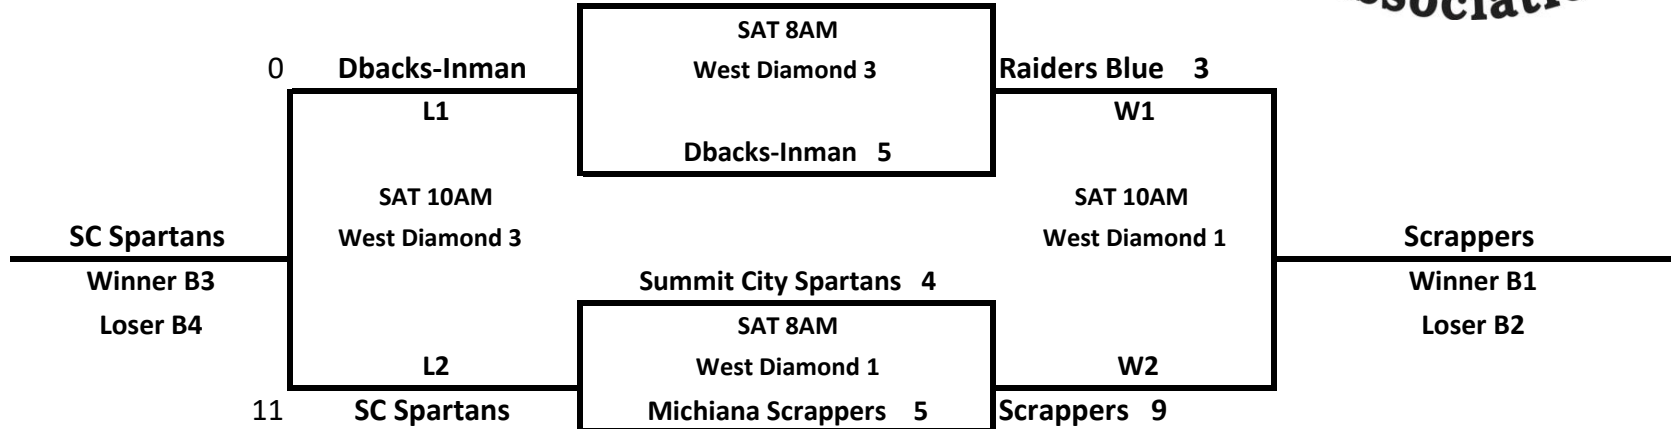 ssociati
SAT 8AM
0 Dbacks-Inman West Diamond 3 Raiders Blue 3
L1 W1
Dbacks-Inman 5
SAT 10AM SAT 10AM
SC Spartans West Diamond 3 West Diamond 1 Scrappers
Winner B3 Summit City Spartans 4 Winner B1
Loser B4 SAT 8AM Loser B2
L2 West Diamond 1 W2
11 SC Spartans Michiana Scrappers 5 Scrappers 9